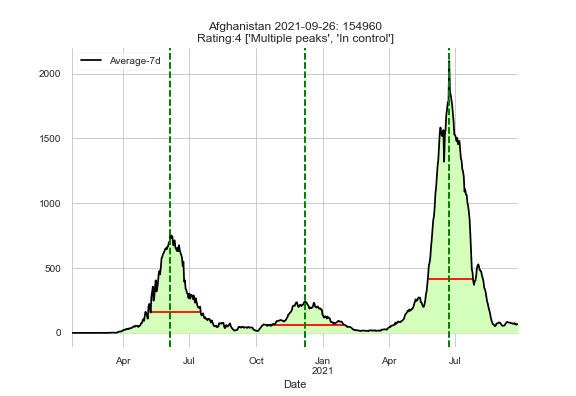 Afghanistan 2021-09-26: 154960
Rating:4 ['Multiple peaks', 'In control']
Average-7d
2000
1500
1000
500
0
Apr Jul Oct Jan Apr Jul
2021
Date